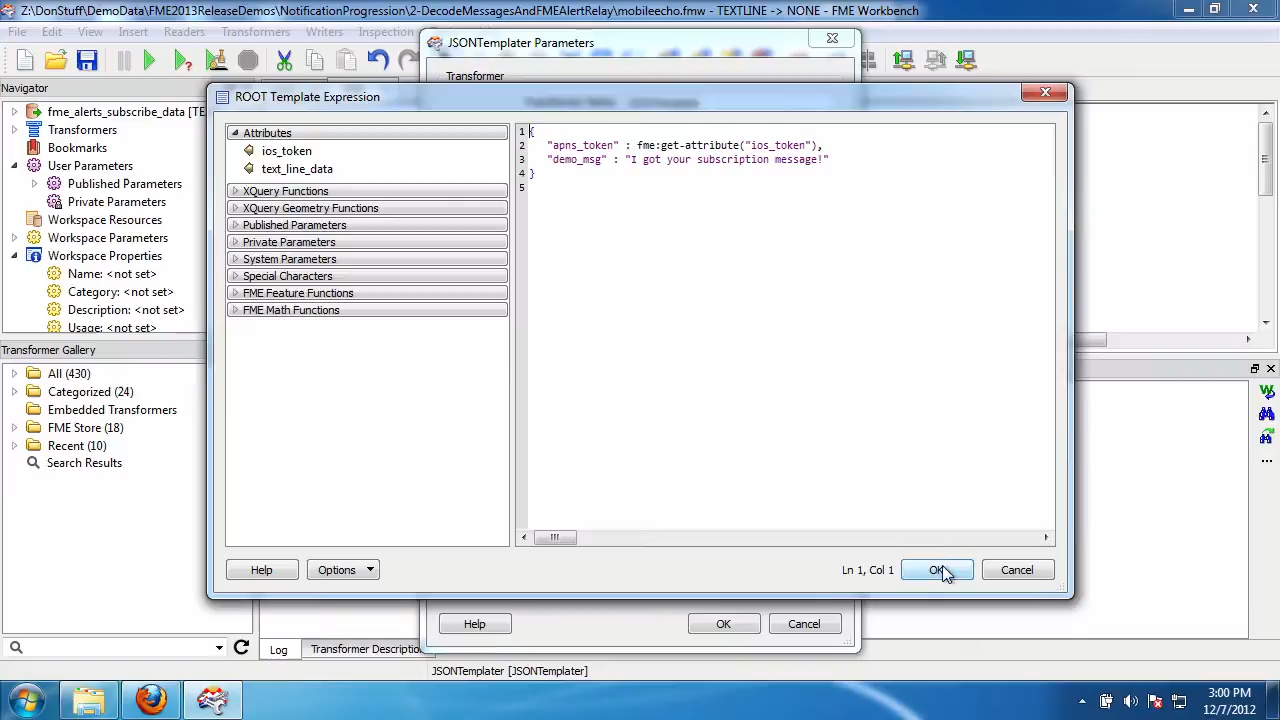 Z:\DonStuff\DemoData\FME2013ReleaseDemos\NotificationProgression\2-DecodeMessagesAndFMEAlertRelay\mobileecho.fmw - TEXTLINE -> NONE - FME Workbench
File Edit View Insert Readers Transformers Writers Inspection
JSONTemplater Parameters
Transformer
Navigator
ROOT Template Expression
fme_alerts_subscribe_data [TE
Transformers
Bookmarks
User Parameters
Published Parameters
Private Parameters
Workspace Resources
Workspace Parameters
Workspace Properties
Name: <not set>
Category: <not set>
Description: <not set>
Usage: <not set>
Attributes
ios_token
text_line_data
XQuery Functions
XQuery Geometry Functions
Published Parameters
Private Parameters
System Parameters
Special Characters
FME Feature Functions
FME Math Functions
1 {
2 "apns_token" : fme:get-attribute("ios_token"),
3 "demo_msg" : "I got your subscription message!"
4 }
5
Transformer Gallery
All (430)
Categorized (24)
Embedded Transformers
FME Store (18)
Recent (10)
Search Results
Help Options Ln 1, Col 1 OK Cancel
Help OK Cancel
Log Transformer Descriptio
JSONTemplater [JSONTemplater]
3:00 PM
12/7/2012